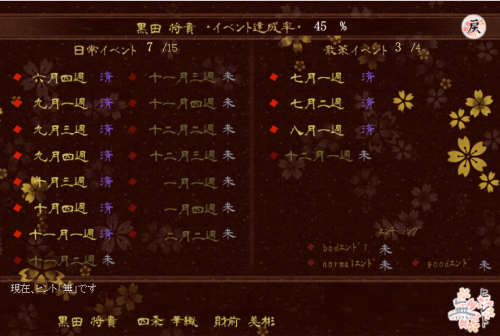 黒田 将貴 ・イベント達成率・ 45 %
戻
日常イベント 7 /15
散策イベント 3 /4
六月四週 済
九月一週 済
九月三週 済
九月四週 済
十月三週 済
十月四週 済
十一月一週 済
十一月二週 未
十一月三週 未
十一月四週 未
十二月三週 未
十二月四週 未
一月一週 未
一月二週 未
二月二週 未
七月一週 済
七月二週 済
八月一週 済
十二月一週 未
エンディング
badエンド1 未
normalエンド 未
goodエンド 未
現在、ヒント「無」です
黒田 将貴 四条 華織 財前 美彬
ヒント